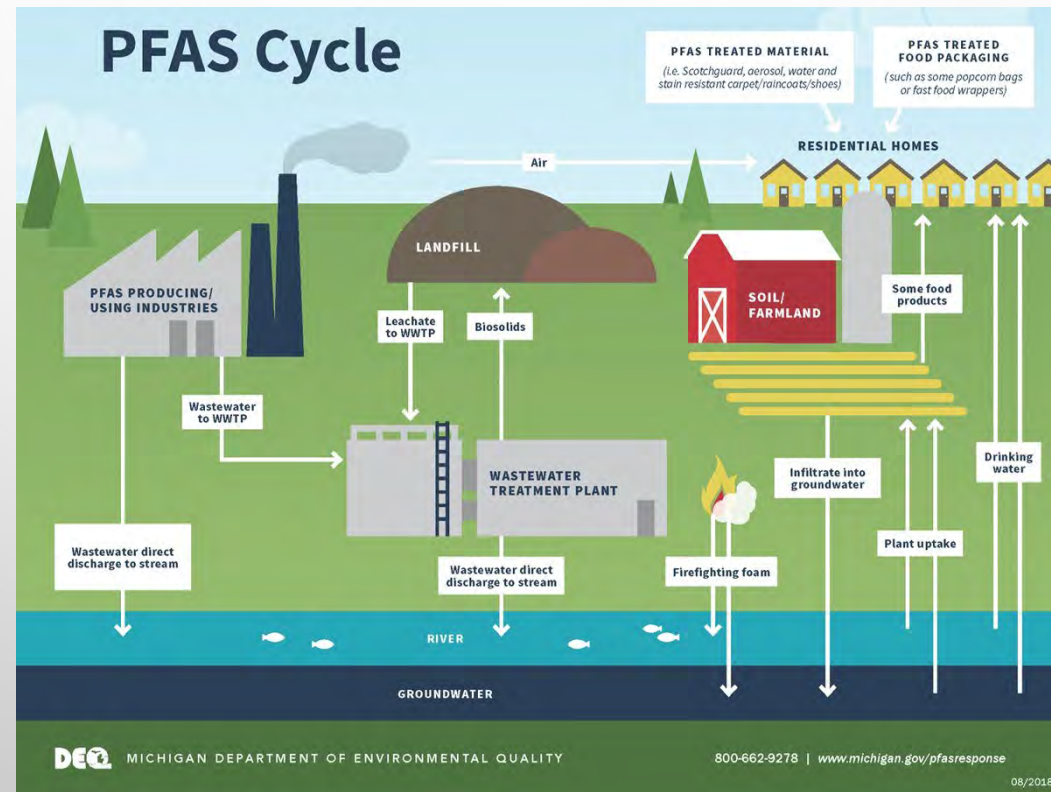 PFAS Cycle
PFAS TREATED MATERIAL
(i.e. Scotchguard, aerosol, water and
stain resistant carpet/raincoats/shoes)
PFAS TREATED
FOOD PACKAGING
(such as some popcorn bags
or fast food wrappers)
RESIDENTIAL HOMES
Air
LANDFILL
PFAS PRODUCING/
USING INDUSTRIES
SOIL/
FARMLAND
Some food
products
Leachate
to WWTP
Biosolids
Wastewater
to WWTP
WASTEWATER
TREATMENT PLANT
Infiltrate into
groundwater
Drinking
water
Plant uptake
Wastewater direct
discharge to stream
Wastewater direct
discharge to stream
Firefighting foam
RIVER
GROUNDWATER
DEQ MICHIGAN DEPARTMENT OF ENVIRONMENTAL QUALITY
800-662-9278 | www.michigan.gov/pfasresponse
08/2018